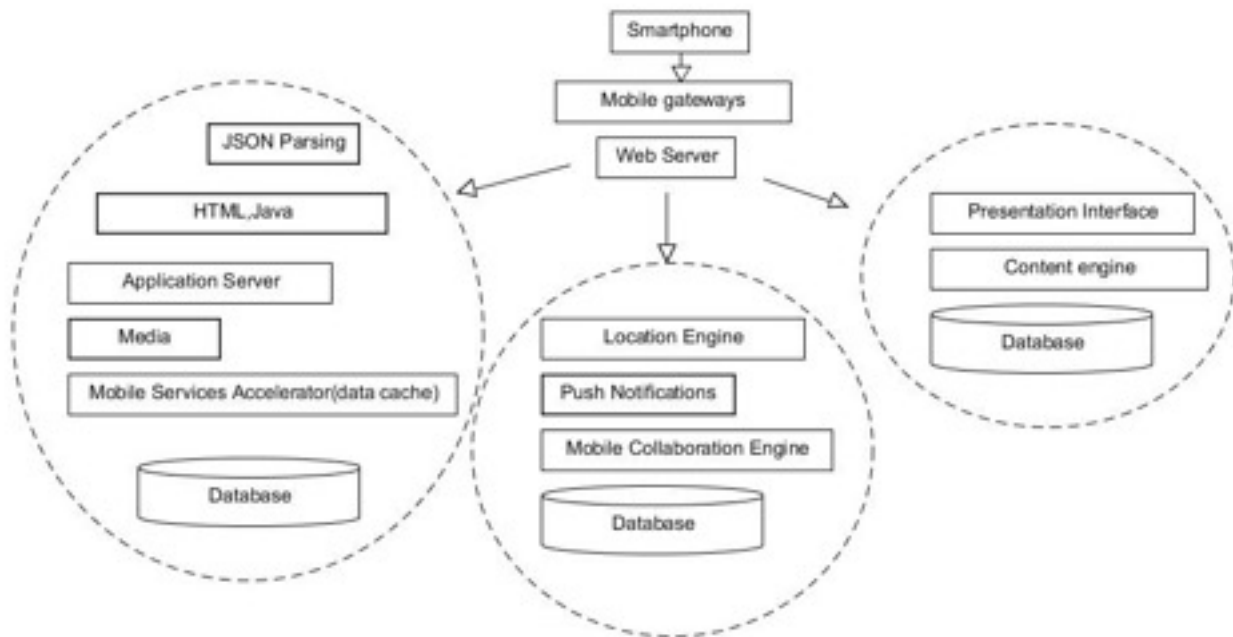 Smartphone
Mobile gateways
Web Server
JSON Parsing
HTML,Java
Application Server
Media
Mobile Services Accelerator(data cache)
Database
Location Engine
Push Notifications
Mobile Collaboration Engine
Database
Presentation Interface
Content engine
Database